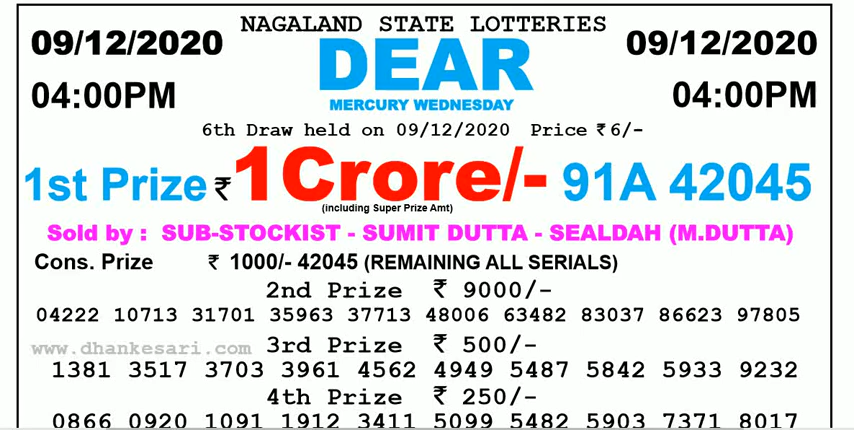 NAGALAND STATE LOTTERIES
09/12/2020 DEAR 09/12/2020
04:00PM MERCURY WEDNESDAY 04:00PM
6th Draw held on 09/12/2020 Price ₹ 6/-
1st Prize ₹ 1Crore/- 91A 42045
(including Super Prize Amt)
Sold by : SUB-STOCKIST - SUMIT DUTTA - SEALDAH (M.DUTTA)
Cons. Prize ₹ 1000/- 42045 (REMAINING ALL SERIALS)
2nd Prize ₹ 9000/-
04222 10713 31701 35963 37713 48006 63482 83037 86623 97805
www.dhankesari.com 3rd Prize ₹ 500/-
1381 3517 3703 3961 4562 4949 5487 5842 5933 9232
4th Prize ₹ 250/-
0866 0920 1091 1912 3411 5099 5482 5903 7371 8017